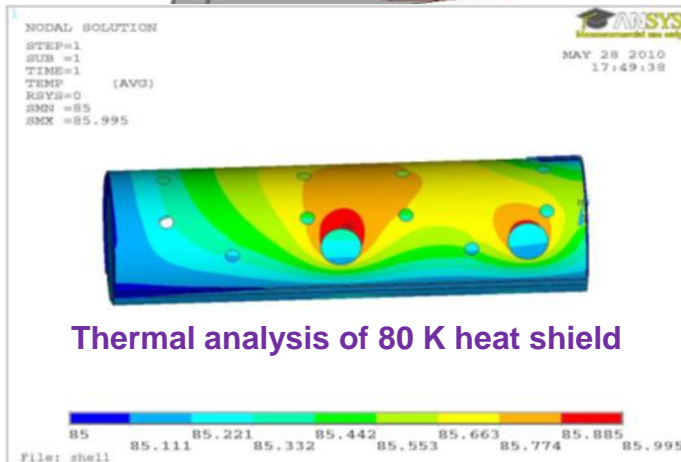 1
NODAL SOLUTION
STEP=1
SUB =1
TIME=1
TEMP (AVG)
RSYS=0
SMN =85
SMX =85.995
ANSYS
MAY 28 2010
17:49:38
Thermal analysis of 80 K heat shield
85 85.221 85.442 85.663 85.885
85.111 85.332 85.553 85.774 85.995
File: shell